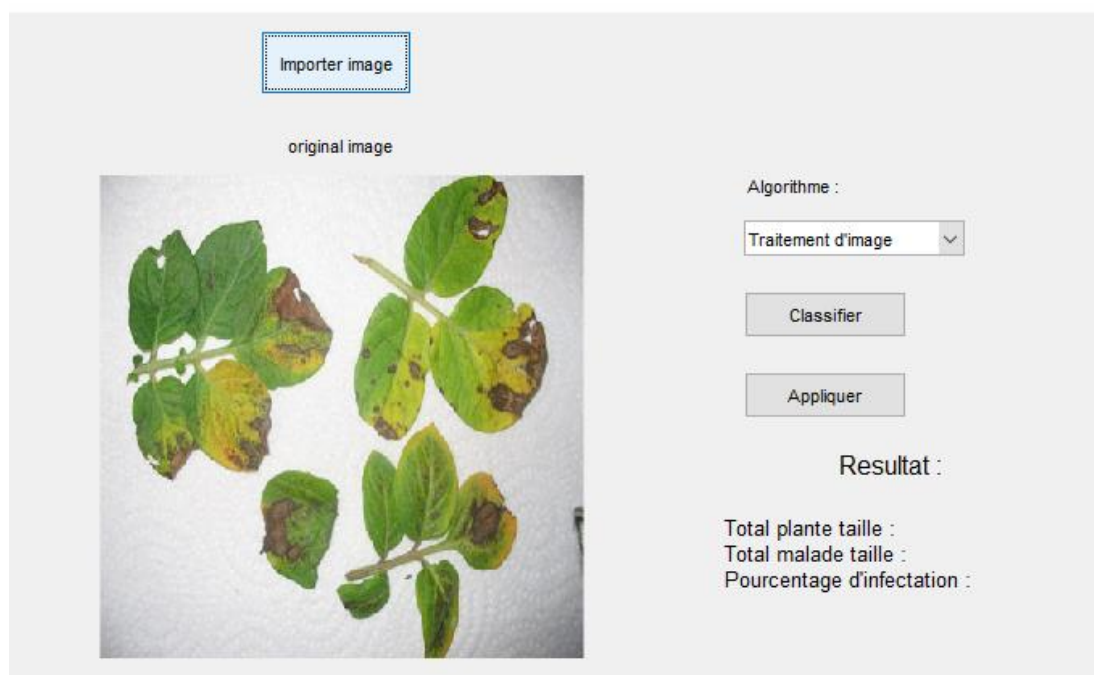 Importer image
original image
Algorithme :
Traitement d'image
Classifier
Appliquer
Resultat :
Total plante taille :
Total malade taille :
Pourcentage d'infectation :